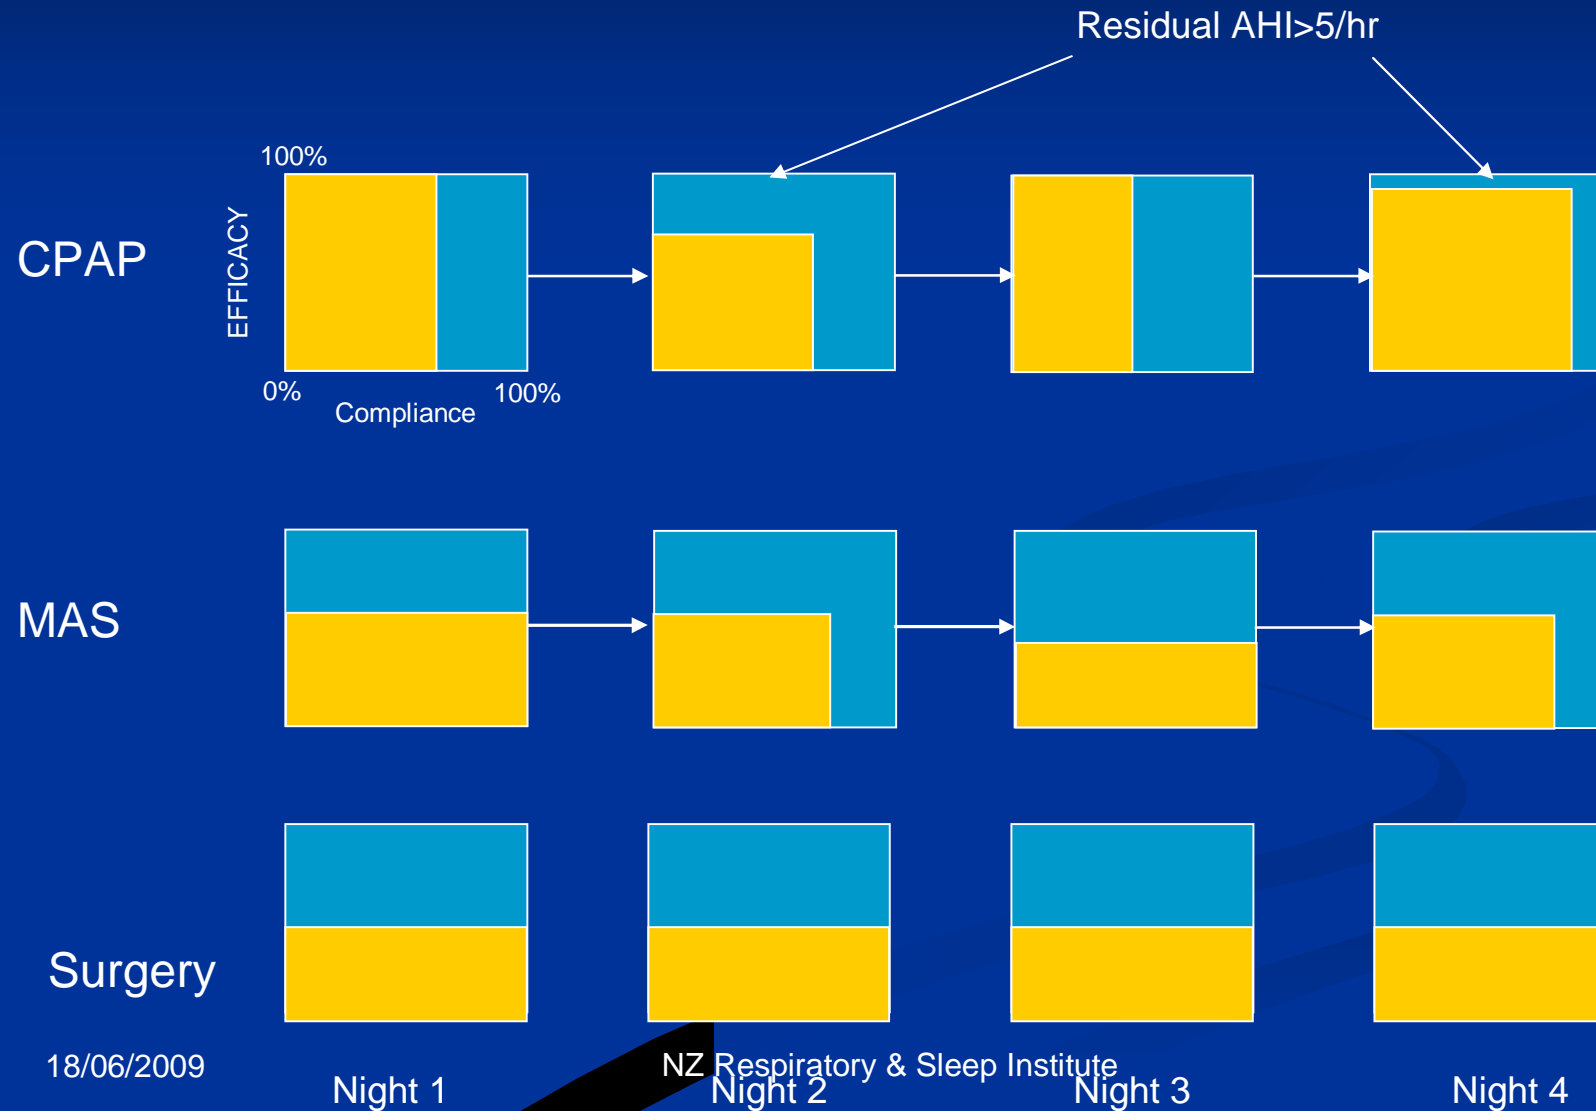 Residual AHI>5/hr
100%
EFFICACY
CPAP
0%
100%
Compliance
MAS
Surgery
18/06/2009
NZ Respiratory & Sleep Institute
Night 1
Night 2
Night 3
Night 4